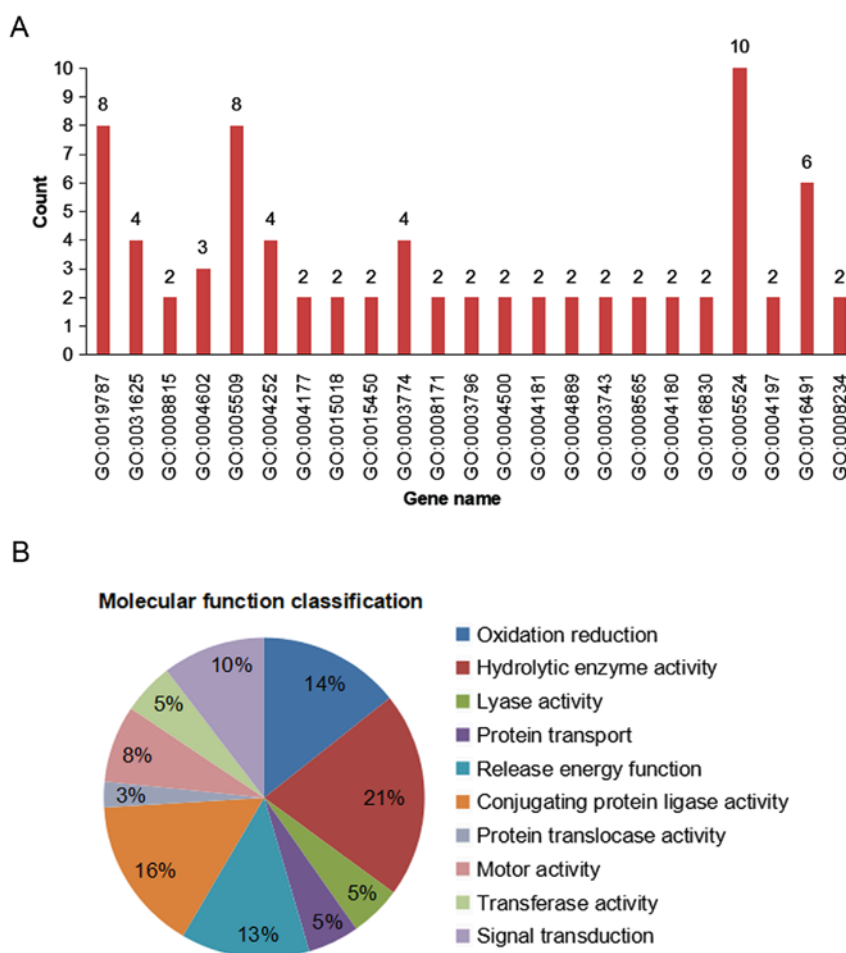 A
10
9
8
7
6
5
4
3
2
1
0
Count
8
4
2
3
8
4
2
2
2
4
2
2
2
2
2
2
2
2
2
10
2
6
2
GO:0019787
GO:0031625
GO:0008815
GO:0004602
GO:0005509
GO:0004252
GO:0004177
GO:0015018
GO:0015450
GO:0003774
GO:0008171
GO:0003796
GO:0004500
GO:0004181
GO:0004889
GO:0003743
GO:0008565
GO:0004180
GO:0016830
GO:0005524
GO:0004197
GO:0016491
GO:0008234
Gene name
B
Molecular function classification
10%
14%
5%
8%
21%
3%
16%
5%
5%
13%
Oxidation reduction
Hydrolytic enzyme activity
Lyase activity
Protein transport
Release energy function
Conjugating protein ligase activity
Protein translocase activity
Motor activity
Transferase activity
Signal transduction